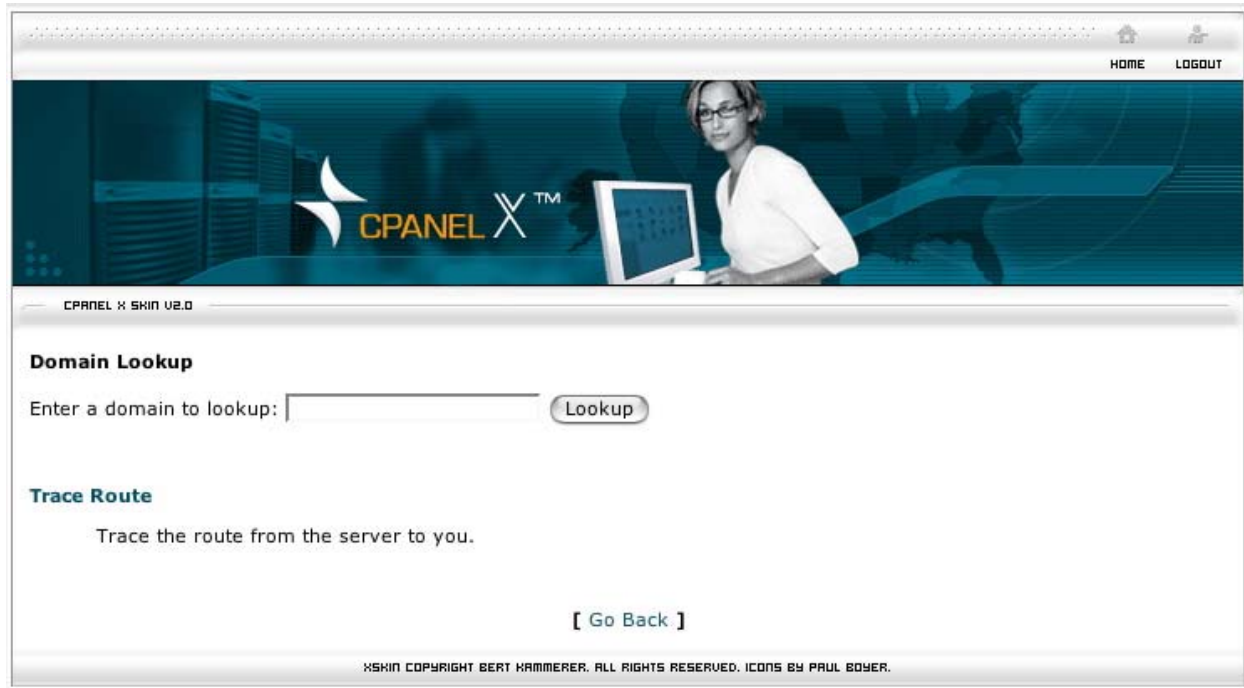 HOME LOGOUT
CPANEL X ™
CPANEL X SKIN V2.0
Domain Lookup
Enter a domain to lookup: Lookup
Trace Route
Trace the route from the server to you.
[ Go Back ]
XSKIN COPYRIGHT BERT KAMMERER. ALL RIGHTS RESERVED. ICONS BY PAUL BOYER.